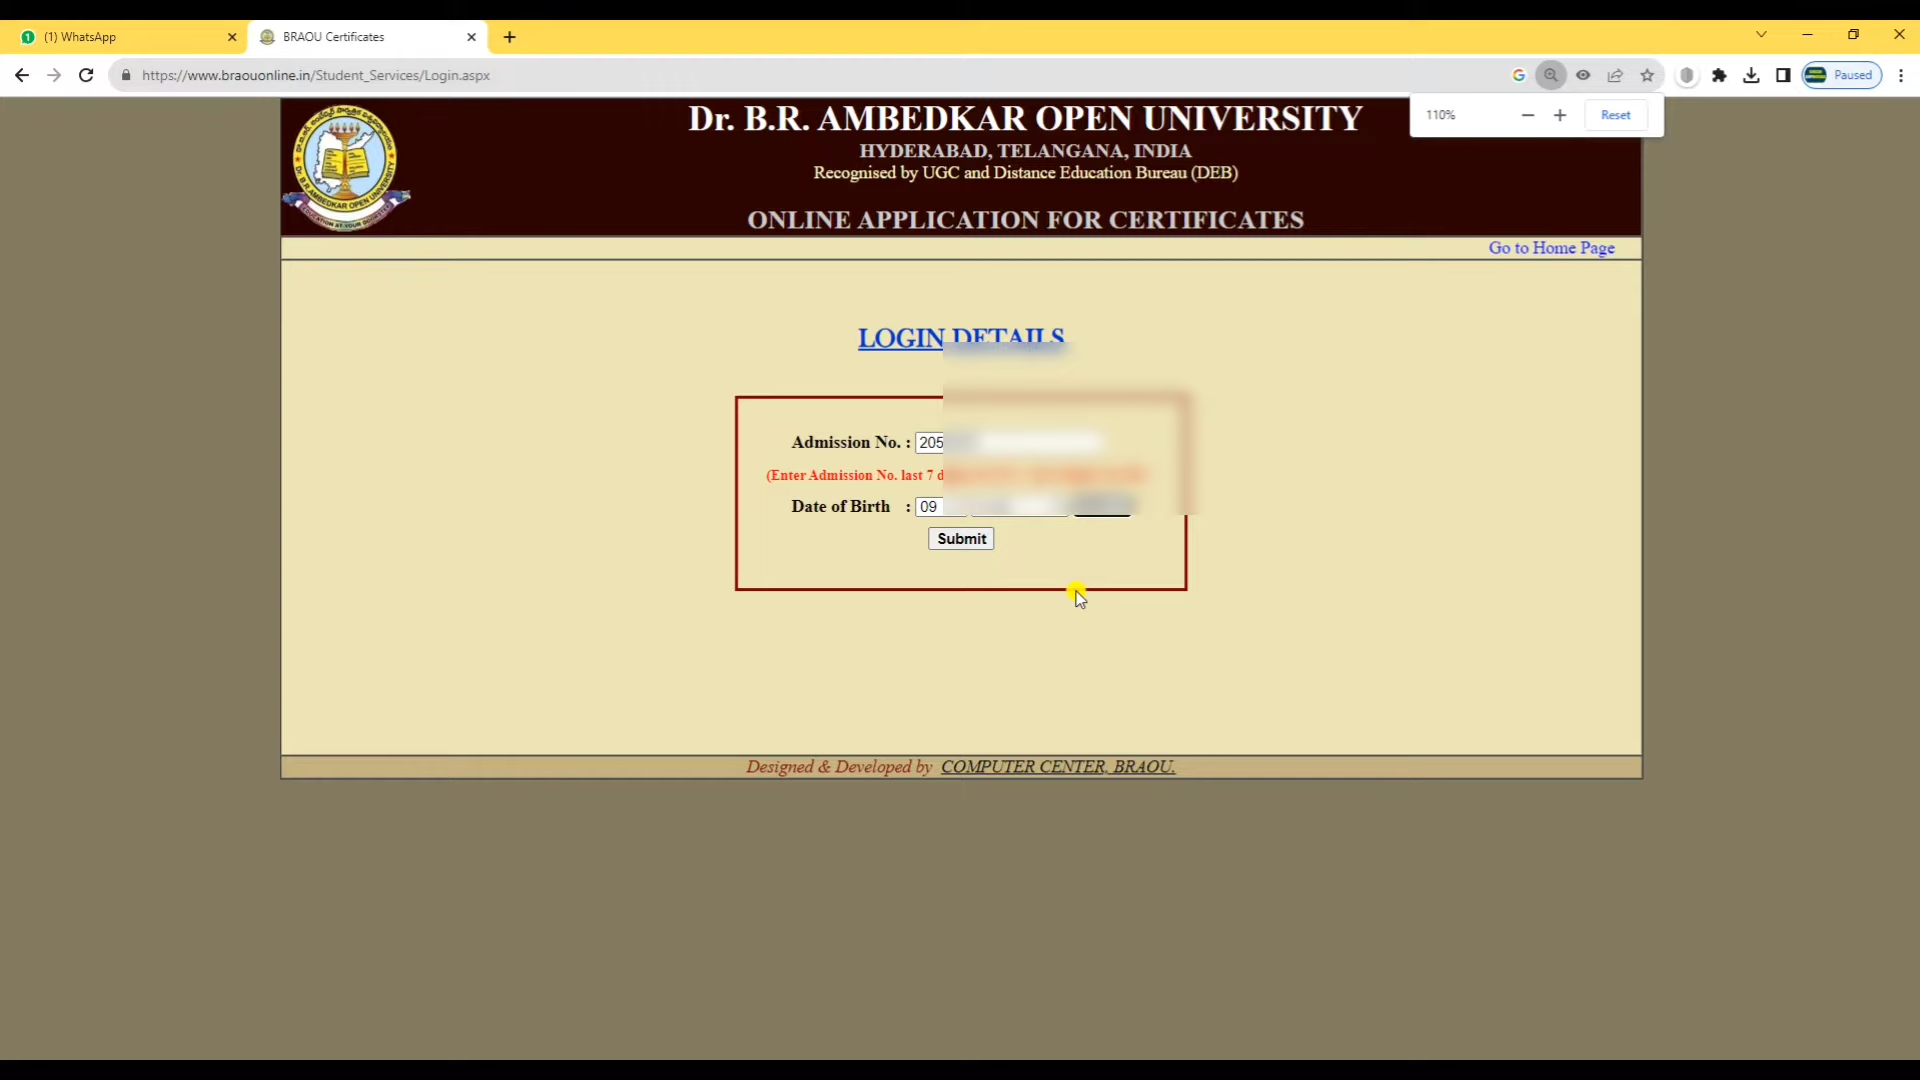 (1) WhatsApp
BRAOU Certificates
https://www.braouonline.in/Student_Services/Login.aspx
Paused
110%
Reset
Dr. B.R. AMBEDKAR OPEN UNIVERSITY
HYDERABAD, TELANGANA, INDIA
Recognised by UGC and Distance Education Bureau (DEB)
ONLINE APPLICATION FOR CERTIFICATES
Go to Home Page
LOGIN DETAILS
Admission No. : 205
(Enter Admission No. last 7
Date of Birth : 09
Submit
Designed & Developed by COMPUTER CENTER, BRAOU.